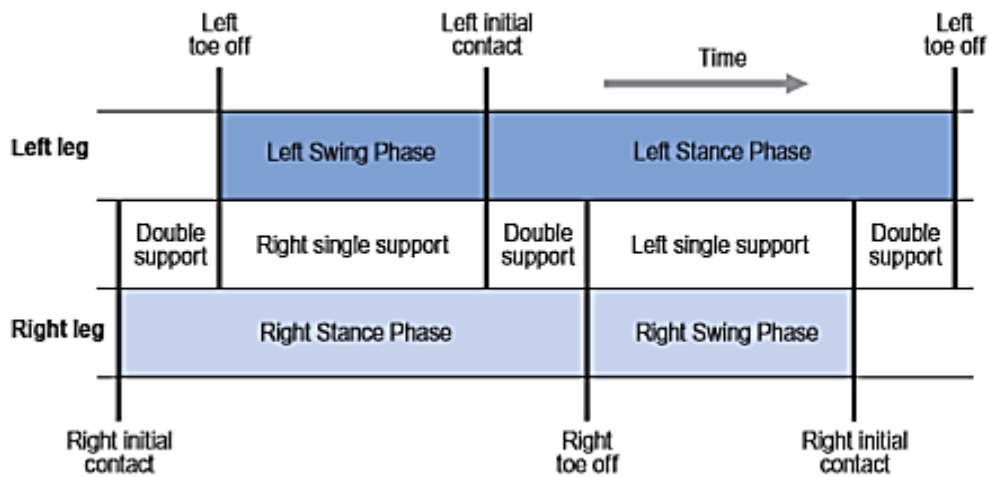 Left
toe off
Left initial
contact
Left
toe off
Time
Left leg
Left Swing Phase
Left Stance Phase
Double
support
Right single support
Double
support
Left single support
Double
support
Right leg
Right Stance Phase
Right Swing Phase
Right initial
contact
Right
toe off
Right initial
contact